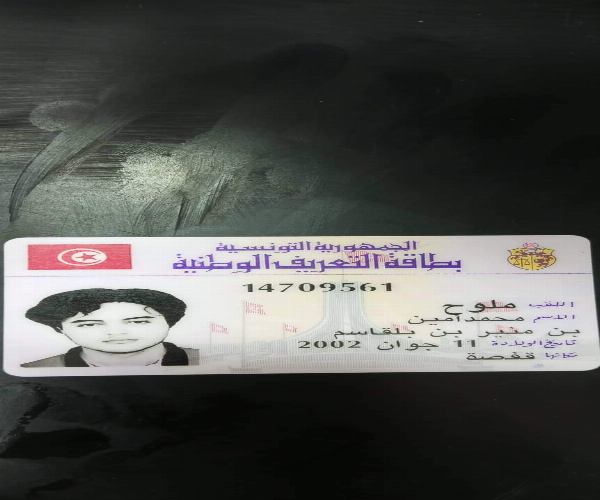 الجمهورية التونسية
بطاقة التعريف الوطنية
14709561
اللقب ملوح
الاسم محمد امين
بن منير بن بلقاسم
تاريخ الولادة 11 جوان 2002
مكانها قفصة